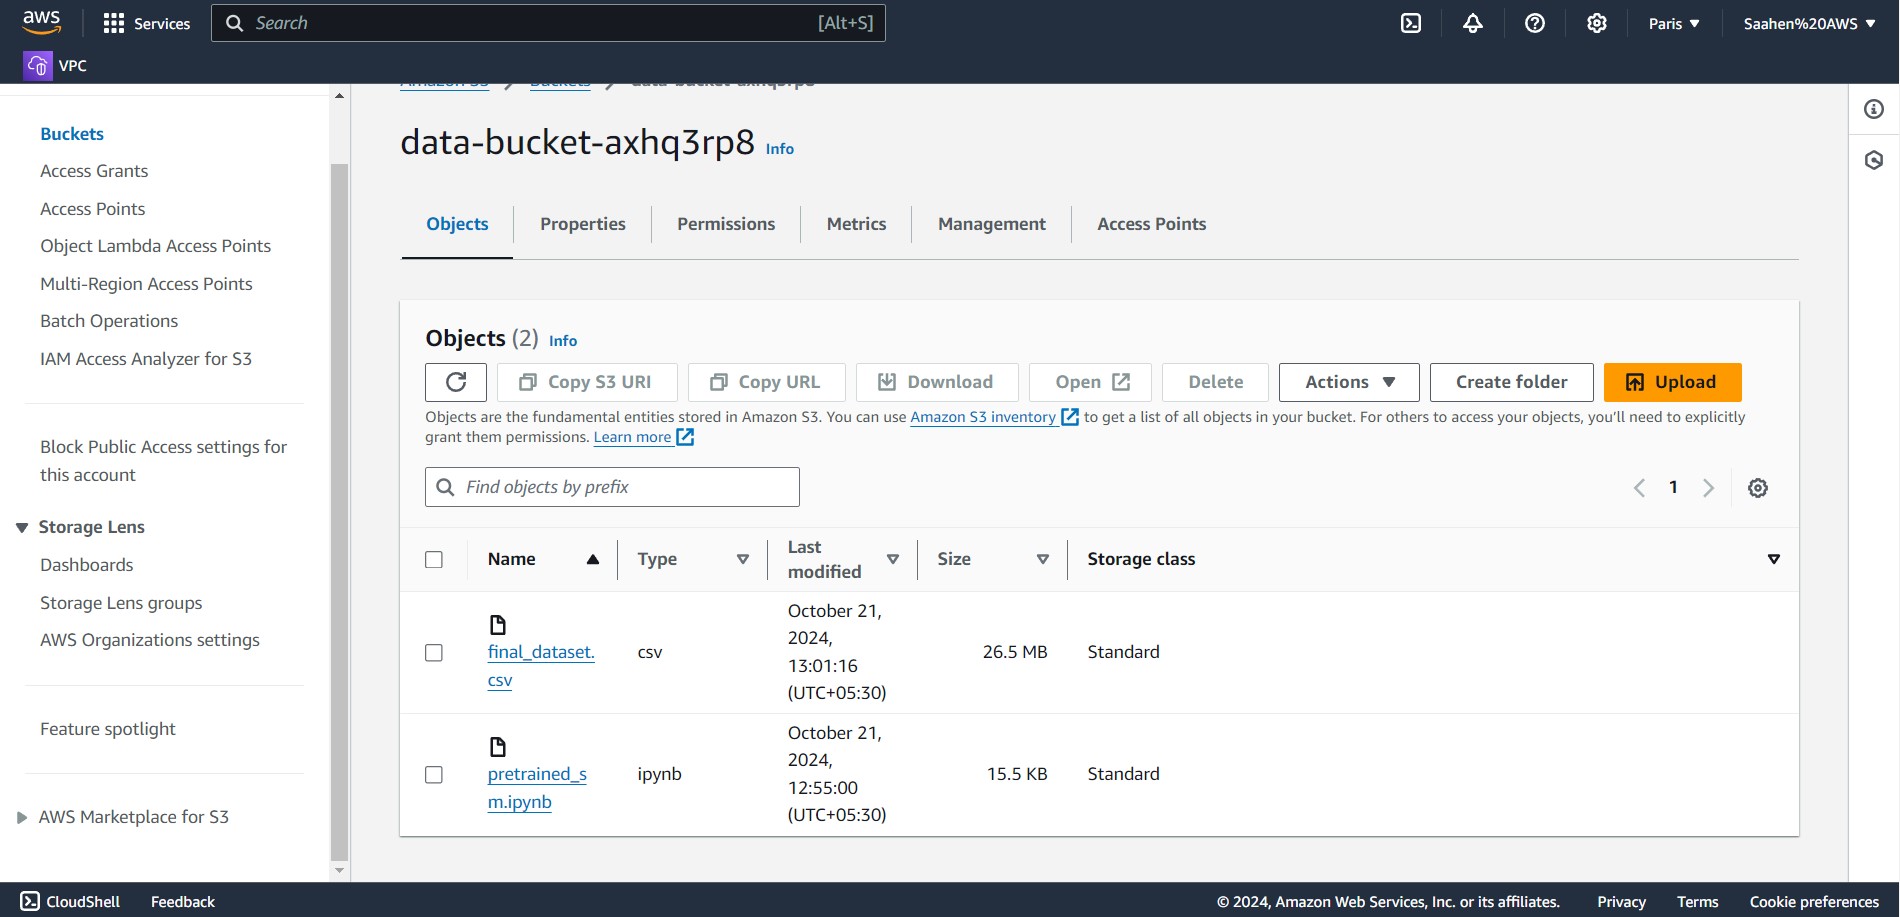 aws
Services
Search
[Alt+S]
Paris
Saahen%20AWS
VPC
Buckets
Access Grants
Access Points
Object Lambda Access Points
Multi-Region Access Points
Batch Operations
IAM Access Analyzer for S3
Block Public Access settings for
this account
Storage Lens
Dashboards
Storage Lens groups
AWS Organizations settings
Feature spotlight
AWS Marketplace for S3
Amazon S3
Buckets
data-bucket-axhq3rp8
data-bucket-axhq3rp8 Info
Objects
Properties
Permissions
Metrics
Management
Access Points
Objects (2) Info
Copy S3 URI
Copy URL
Download
Open
Delete
Actions
Create folder
Upload
Objects are the fundamental entities stored in Amazon S3. You can use Amazon S3 inventory to get a list of all objects in your bucket. For others to access your objects, you'll need to explicitly
grant them permissions. Learn more
Find objects by prefix
1
Name
Type
Last
modified
Size
Storage class
final_dataset.
csv
csv
October 21,
2024,
13:01:16
(UTC+05:30)
26.5 MB
Standard
pretrained_s
m.ipynb
ipynb
October 21,
2024,
12:55:00
(UTC+05:30)
15.5 KB
Standard
CloudShell
Feedback
© 2024, Amazon Web Services, Inc. or its affiliates.
Privacy
Terms
Cookie preferences